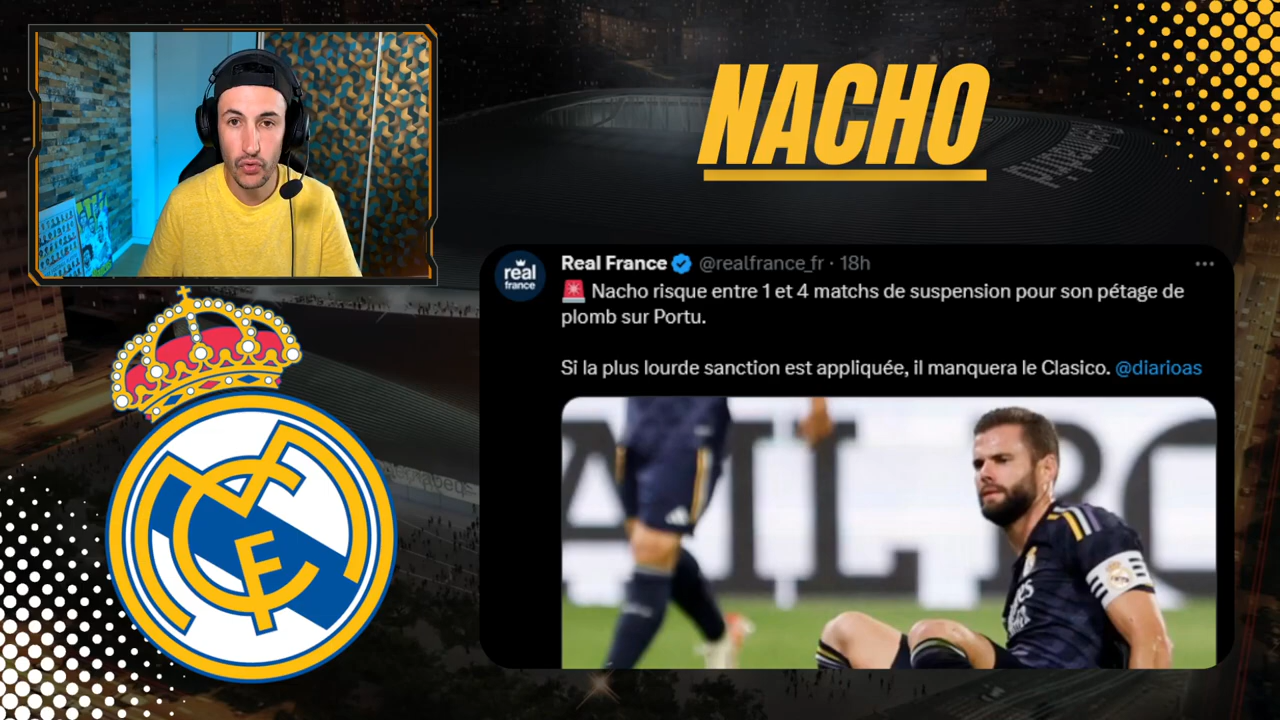 NACHO
real
france
Real France @realfrance_fr · 18h
🚨 Nacho risque entre 1 et 4 matchs de suspension pour son pétage de
plomb sur Portu.
Si la plus lourde sanction est appliquée, il manquera le Clasico. @diarioas